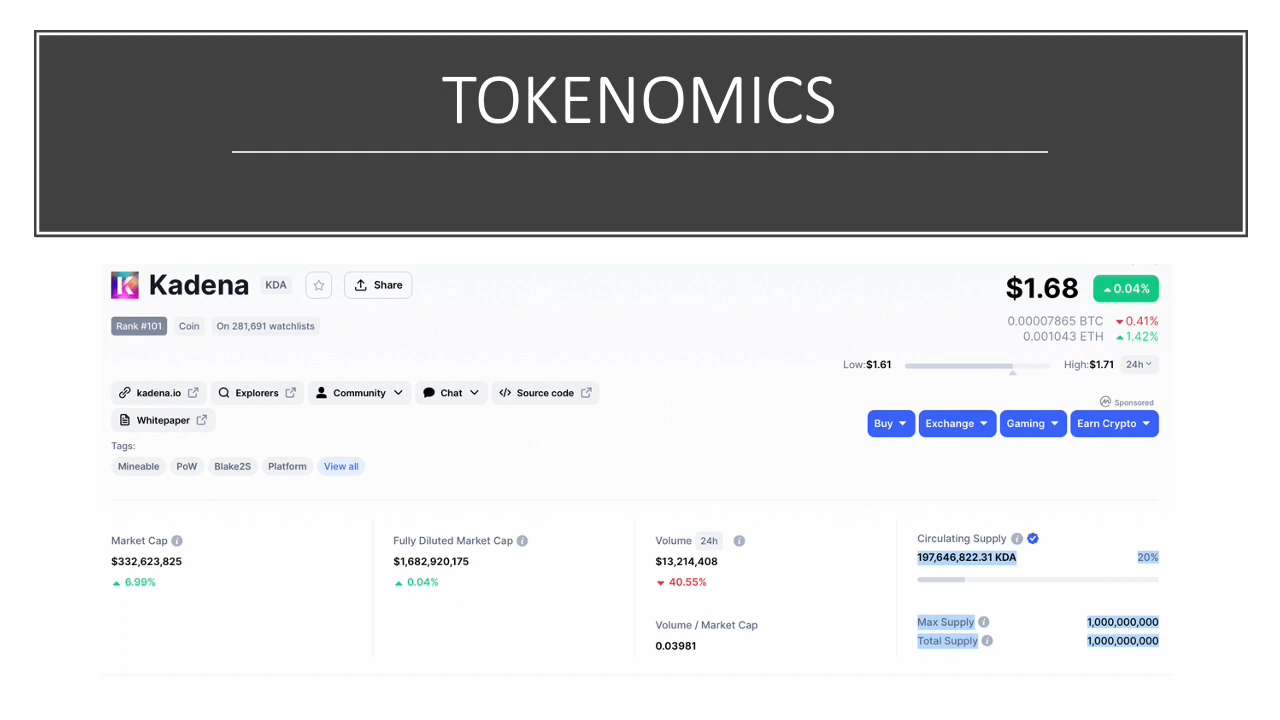 TOKENOMICS
Kadena KDA Share
$1.68 0.04%
Rank #101 Coin On 281,691 watchlists
0.00007865 BTC 0.41%
0.001043 ETH 1.42%
Low:$1.61 High:$1.71 24h
kadena.io Explorers Community Chat Source code
Whitepaper
Sponsored
Buy Exchange Gaming Earn Crypto
Tags:
Mineable PoW Blake2S Platform View all
Market Cap
$332,623,825
6.99%
Fully Diluted Market Cap
$1,682,920,175
0.04%
Volume 24h
$13,214,408
40.55%
Volume / Market Cap
0.03981
Circulating Supply
197,646,822.31 KDA 20%
Max Supply 1,000,000,000
Total Supply 1,000,000,000